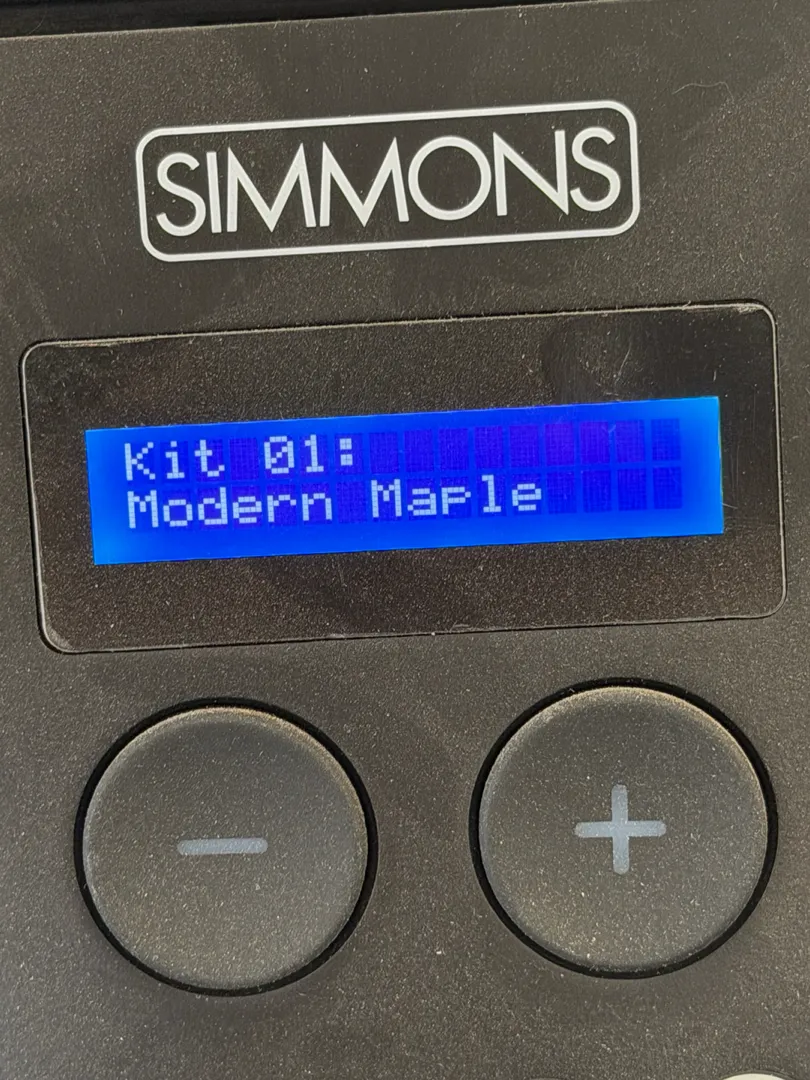 SIMMONS
Kit 01:
Modern Maple
− +